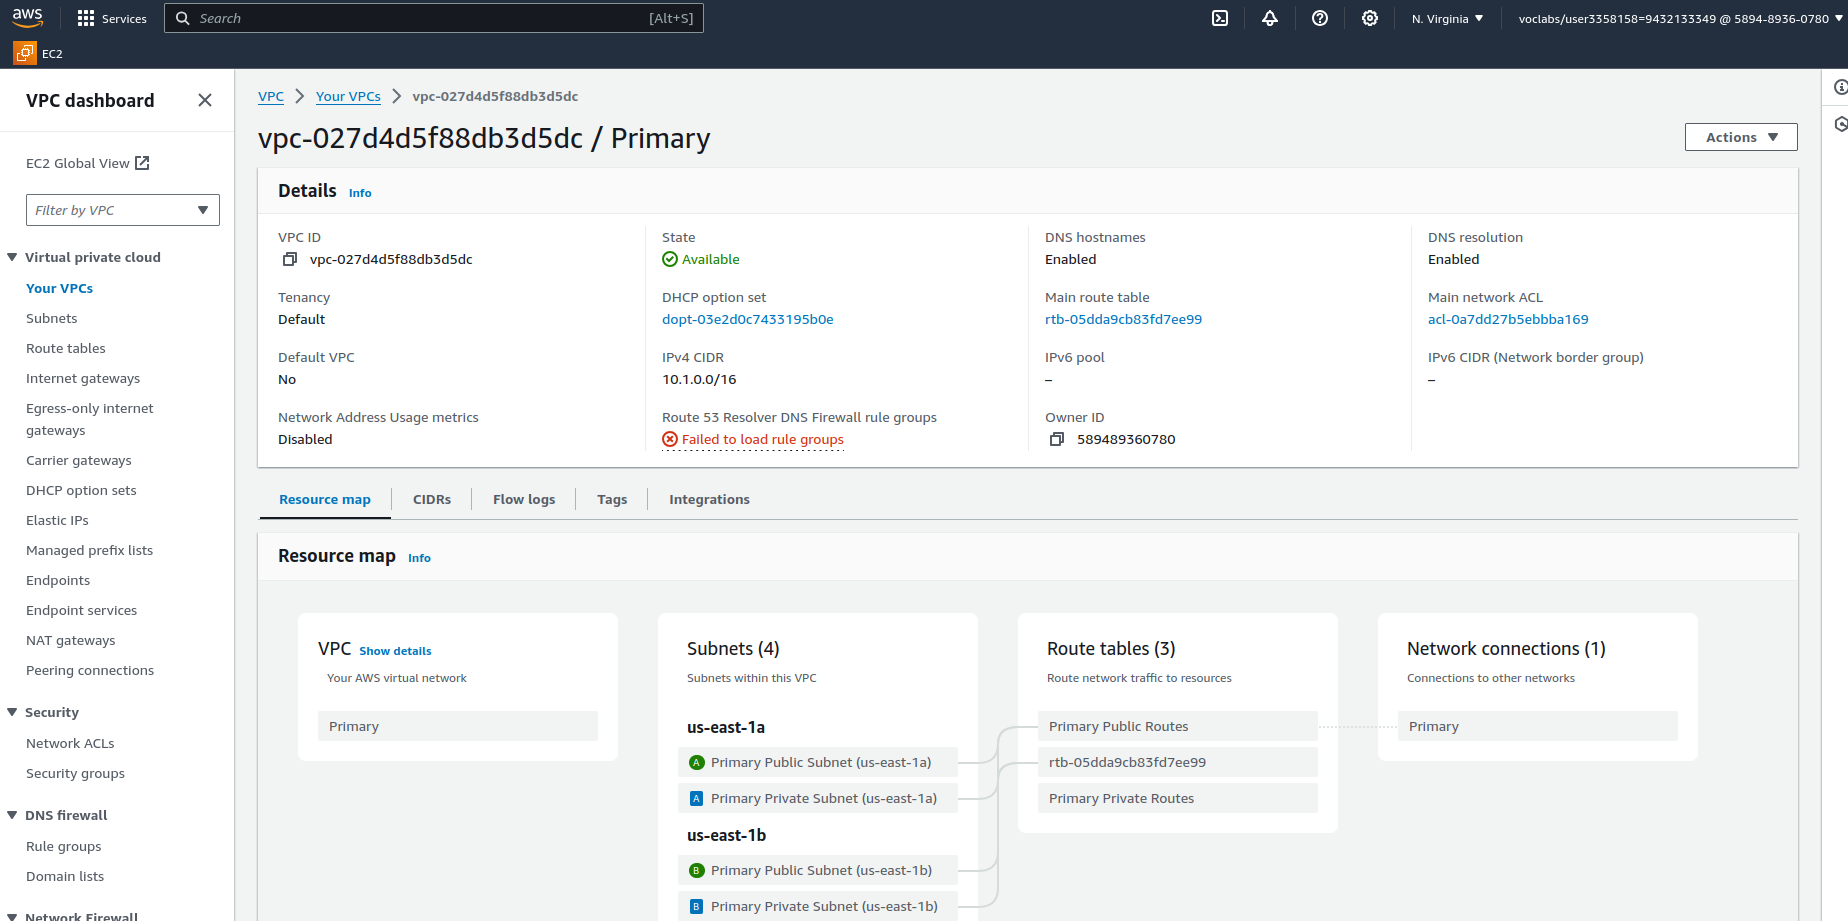 aws
Services
Search
[Alt+S]
N. Virginia
voclabs/user3358158=9432133349 @ 5894-8936-0780
EC2
VPC dashboard
EC2 Global View
Filter by VPC
Virtual private cloud
Your VPCs
Subnets
Route tables
Internet gateways
Egress-only internet
gateways
Carrier gateways
DHCP option sets
Elastic IPs
Managed prefix lists
Endpoints
Endpoint services
NAT gateways
Peering connections
Security
Network ACLs
Security groups
DNS firewall
Rule groups
Domain lists
Network Firewall
VPC
Your VPCs
vpc-027d4d5f88db3d5dc
vpc-027d4d5f88db3d5dc / Primary
Actions
Details Info
VPC ID
vpc-027d4d5f88db3d5dc
State
Available
DNS hostnames
Enabled
DNS resolution
Enabled
Tenancy
Default
DHCP option set
dopt-03e2d0c7433195b0e
Main route table
rtb-05dda9cb83fd7ee99
Main network ACL
acl-0a7dd27b5ebbba169
Default VPC
No
IPv4 CIDR
10.1.0.0/16
IPv6 pool
–
IPv6 CIDR (Network border group)
–
Network Address Usage metrics
Disabled
Route 53 Resolver DNS Firewall rule groups
Failed to load rule groups
Owner ID
589489360780
Resource map
CIDRs
Flow logs
Tags
Integrations
Resource map Info
VPC Show details
Your AWS virtual network
Primary
Subnets (4)
Subnets within this VPC
us-east-1a
A Primary Public Subnet (us-east-1a)
A Primary Private Subnet (us-east-1a)
us-east-1b
B Primary Public Subnet (us-east-1b)
B Primary Private Subnet (us-east-1b)
Route tables (3)
Route network traffic to resources
Primary Public Routes
rtb-05dda9cb83fd7ee99
Primary Private Routes
Network connections (1)
Connections to other networks
Primary